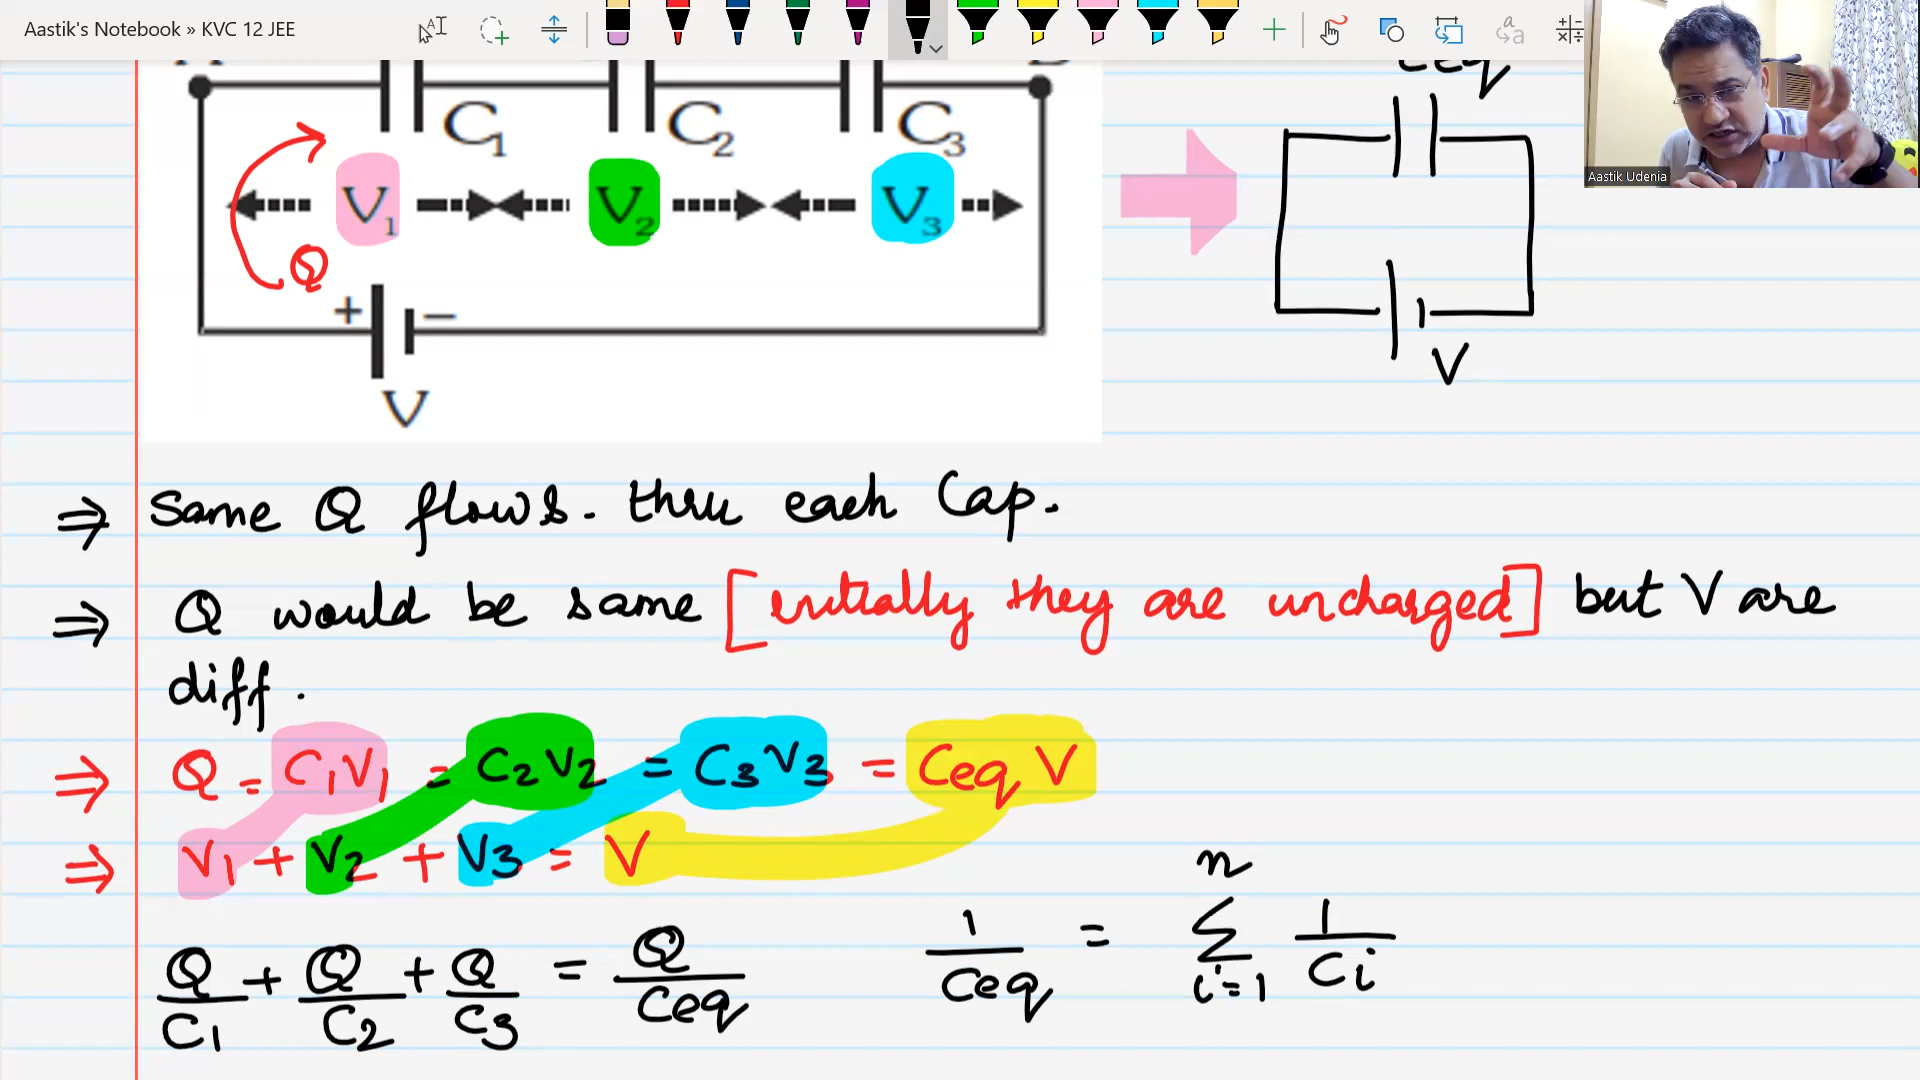 Aastik's Notebook » KVC 12 JEE
Ceq
C₁ C₂ C₃
V₁ V₂ V₃
Q
+ −
V
V
Aastik Udenia
⇒ Same Q flows. thru each Cap.
⇒ Q would be same [initially they are uncharged] but V are
diff.
⇒ Q = C₁V₁ = C₂V₂ = C₃V₃ = Ceq V
⇒ V₁ + V₂ + V₃ = V
Q/C₁ + Q/C₂ + Q/C₃ = Q/Ceq
1/Ceq = n Σ i=1 1/Ci